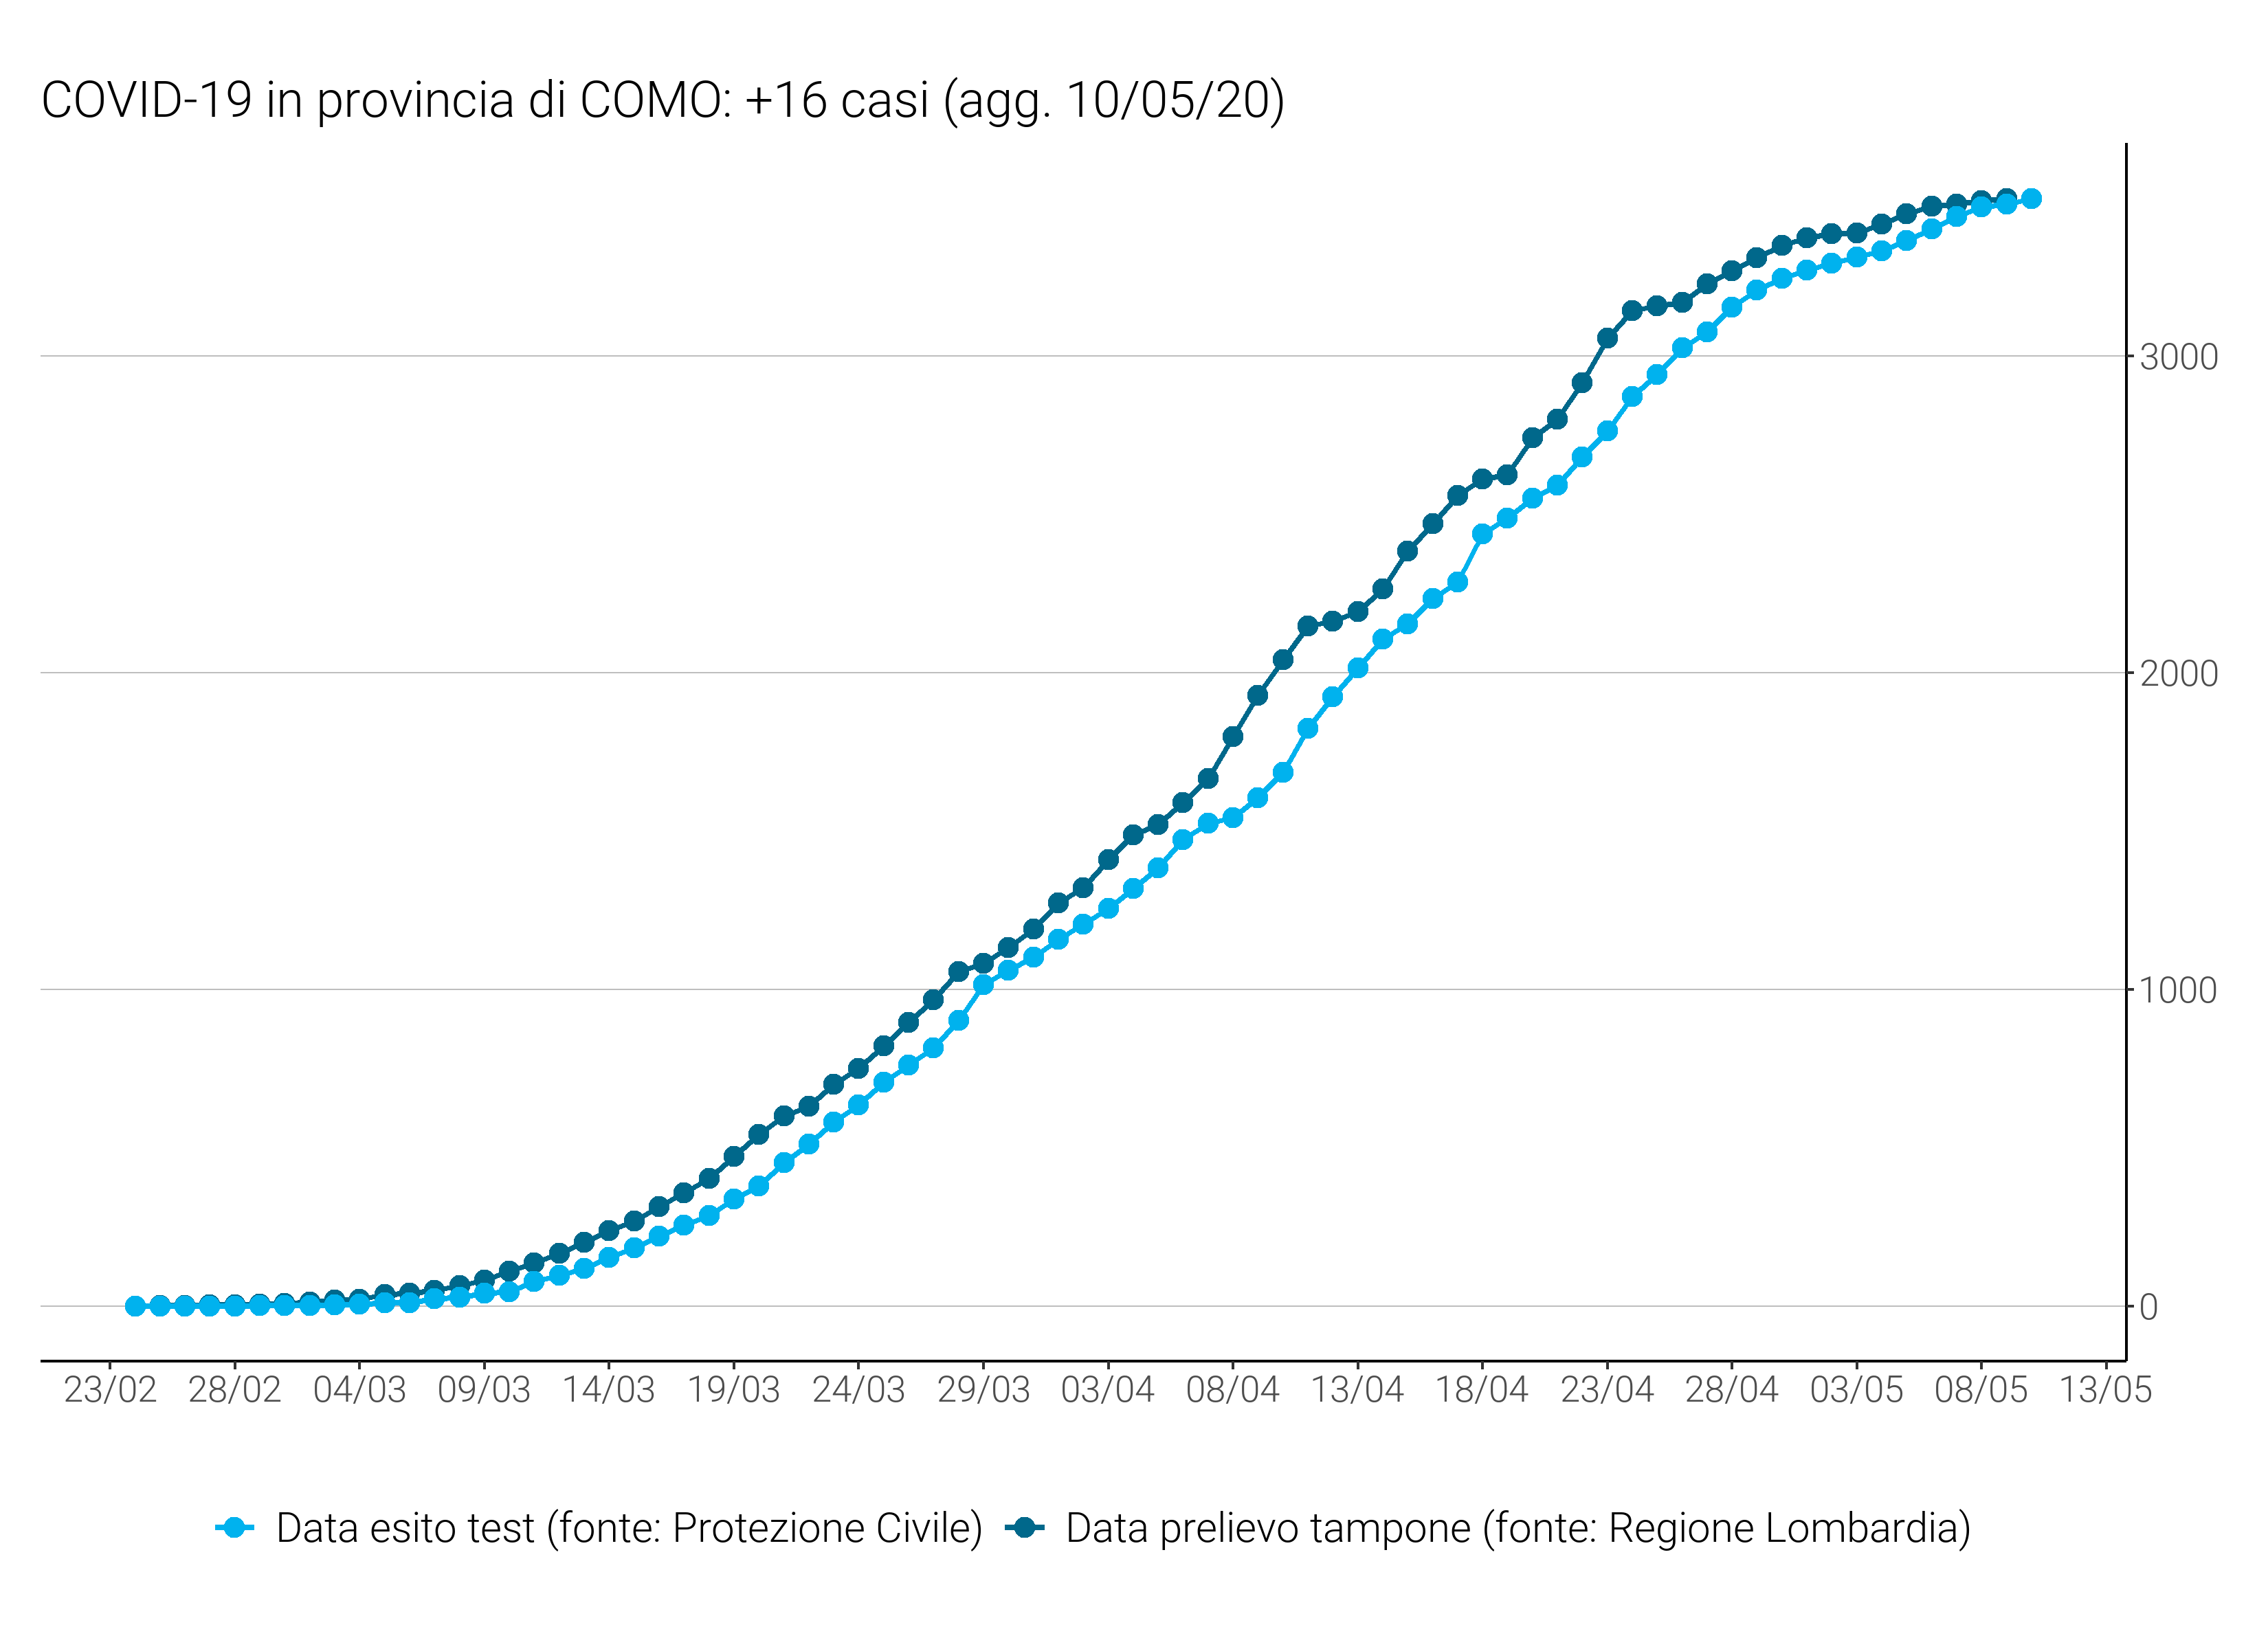 COVID-19 in provincia di COMO: +16 casi (agg. 10/05/20)
3000
2000
1000
0
23/02 28/02 04/03 09/03 14/03 19/03 24/03 29/03 03/04 08/04 13/04 18/04 23/04 28/04 03/05 08/05 13/05
Data esito test (fonte: Protezione Civile) Data prelievo tampone (fonte: Regione Lombardia)